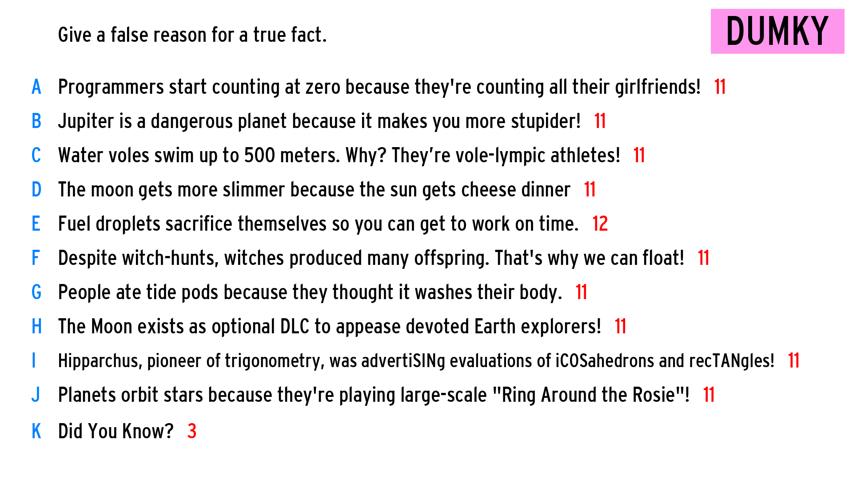 Give a false reason for a true fact.
DUMKY
A Programmers start counting at zero because they're counting all their girlfriends! 11
B Jupiter is a dangerous planet because it makes you more stupider! 11
C Water voles swim up to 500 meters. Why? They’re vole-lympic athletes! 11
D The moon gets more slimmer because the sun gets cheese dinner 11
E Fuel droplets sacrifice themselves so you can get to work on time. 12
F Despite witch-hunts, witches produced many offspring. That's why we can float! 11
G People ate tide pods because they thought it washes their body. 11
H The Moon exists as optional DLC to appease devoted Earth explorers! 11
I Hipparchus, pioneer of trigonometry, was advertiSINg evaluations of iCOSahedrons and recTANgles! 11
J Planets orbit stars because they're playing large-scale "Ring Around the Rosie"! 11
K Did You Know? 3